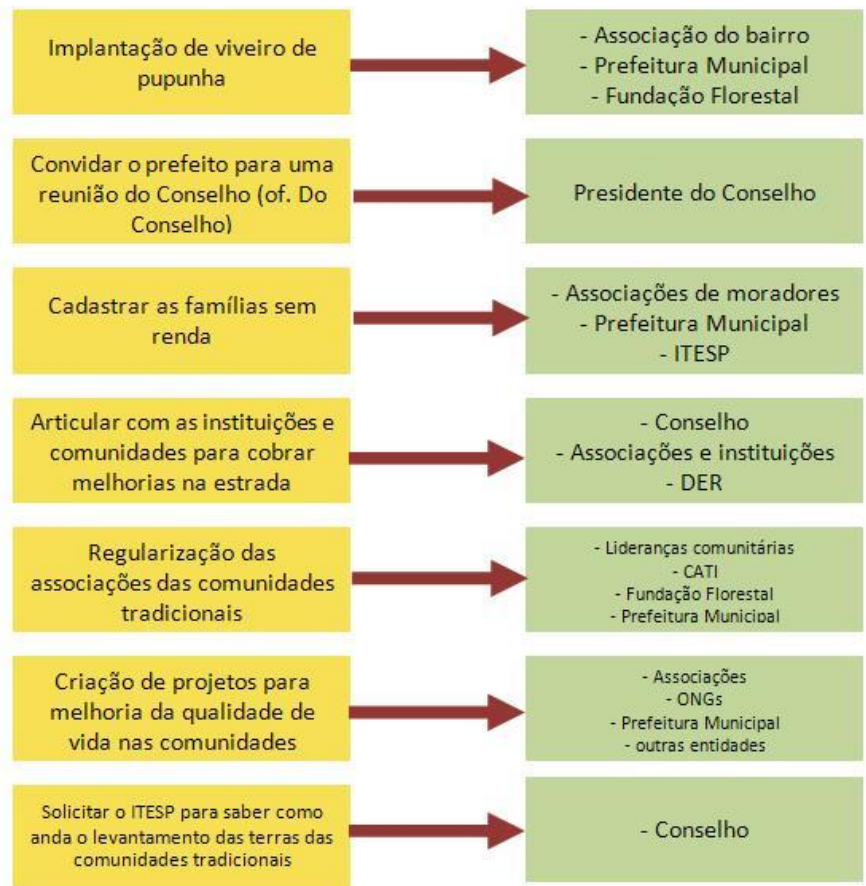 Implantação de viveiro de
pupunha
- Associação do bairro
- Prefeitura Municipal
- Fundação Florestal
Convidar o prefeito para uma
reunião do Conselho (of. Do
Conselho)
Presidente do Conselho
Cadastrar as famílias sem
renda
- Associações de moradores
- Prefeitura Municipal
- ITESP
Articular com as instituições e
comunidades para cobrar
melhorias na estrada
- Conselho
- Associações e instituições
- DER
Regularização das
associações das comunidades
tradicionais
- Lideranças comunitárias
- CATI
- Fundação Florestal
- Prefeitura Municipal
Criação de projetos para
melhoria da qualidade de
vida nas comunidades
- Associações
- ONGs
- Prefeitura Municipal
- outras entidades
Solicitar o ITESP para saber como
anda o levantamento das terras das
comunidades tradicionais
- Conselho